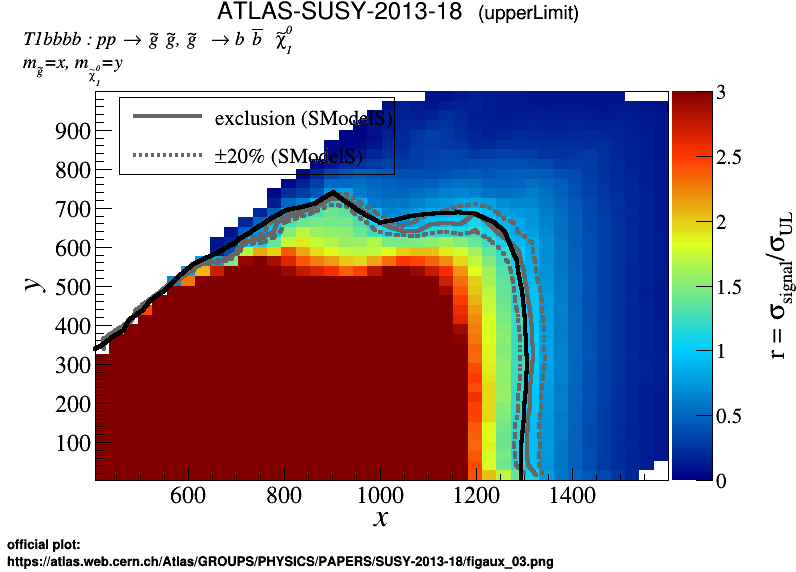 ATLAS-SUSY-2013-18 (upperLimit)
T1bbbb : pp → g̃ g̃, g̃ → b b̅ χ̃⁰₁
m_g̃=x, m_χ̃⁰₁=y
exclusion (SModelS)
±20% (SModelS)
900
800
700
600
500
400
300
200
100
y
600
800
1000
1200
1400
x
3
2.5
2
1.5
1
0.5
0
r = σ_signal/σ_UL
official plot:
https://atlas.web.cern.ch/Atlas/GROUPS/PHYSICS/PAPERS/SUSY-2013-18/figaux_03.png